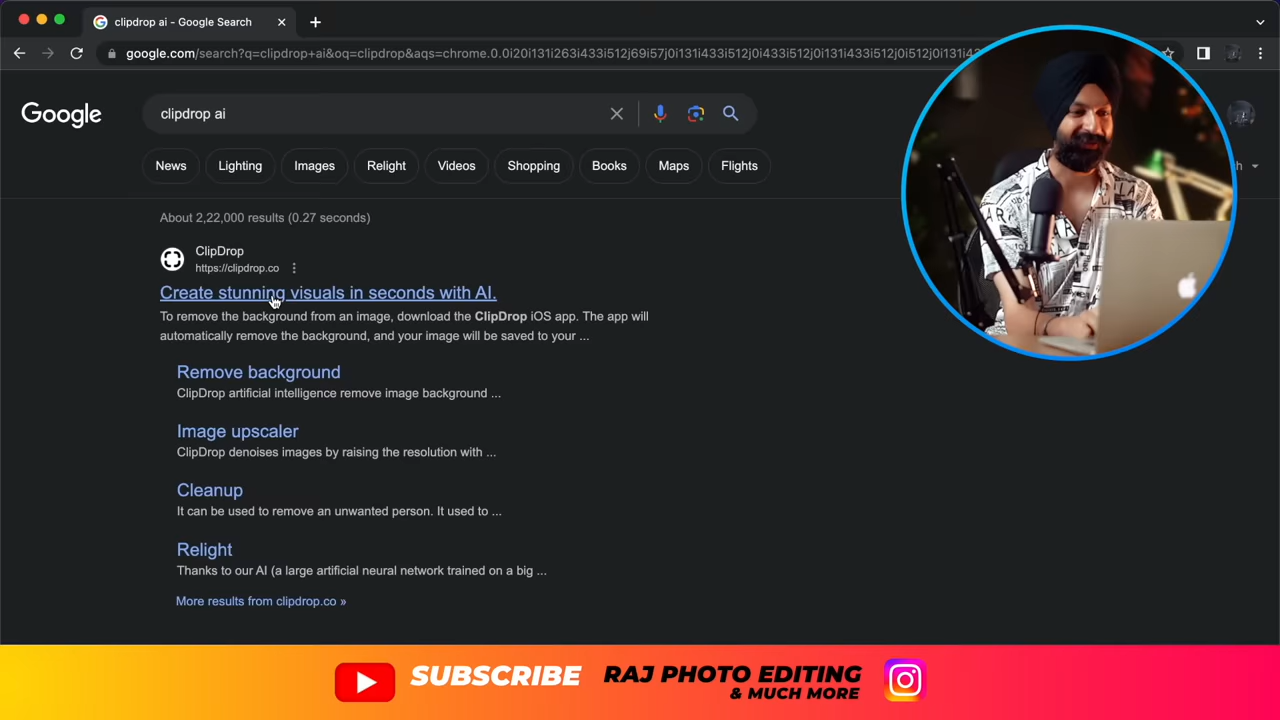 clipdrop ai - Google Search
google.com/search?q=clipdrop+ai&oq=clipdrop&aqs=chrome.0.0i20i131i263i433i512j69i57j0i131i433i512j0i433i512j0i131i433i512j0i512j0i131i43
Google
clipdrop ai
News Lighting Images Relight Videos Shopping Books Maps Flights
About 2,22,000 results (0.27 seconds)
ClipDrop
https://clipdrop.co
Create stunning visuals in seconds with AI.
To remove the background from an image, download the ClipDrop iOS app. The app will
automatically remove the background, and your image will be saved to your ...
Remove background
ClipDrop artificial intelligence remove image background ...
Image upscaler
ClipDrop denoises images by raising the resolution with ...
Cleanup
It can be used to remove an unwanted person. It used to ...
Relight
Thanks to our AI (a large artificial neural network trained on a big ...
More results from clipdrop.co »
SUBSCRIBE
RAJ PHOTO EDITING
& MUCH MORE